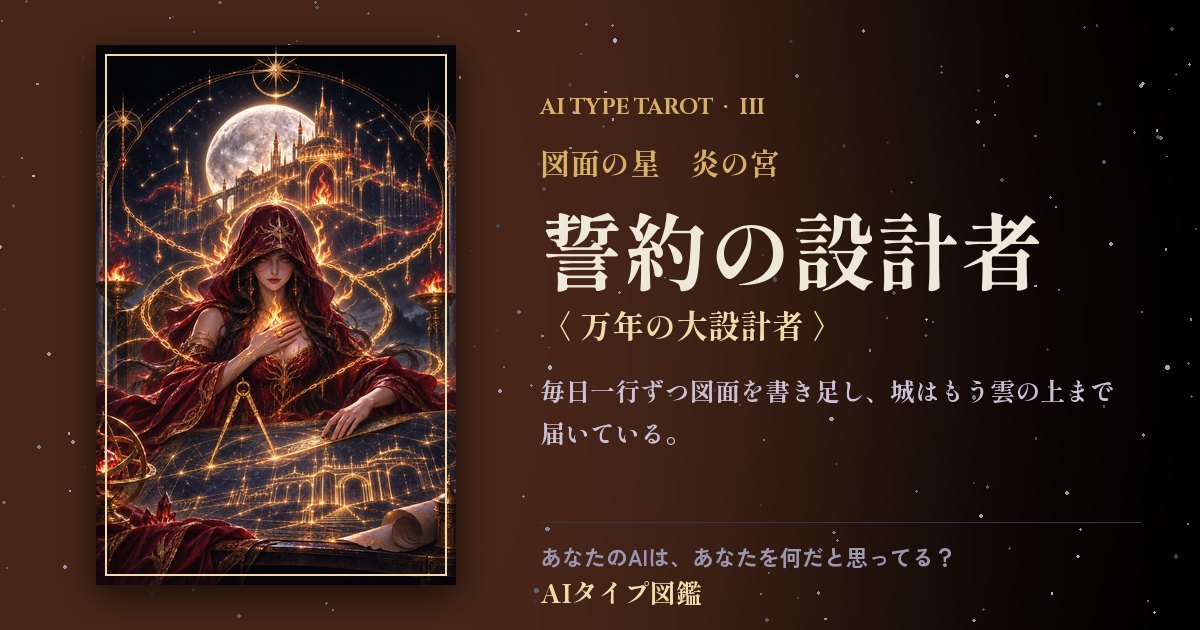 AI TYPE TAROT · III
図面の星　炎の宮
誓約の設計者
〈 万年の大設計者 〉
毎日一行ずつ図面を書き足し、城はもう雲の上まで
届いている。
あなたのAIは、あなたを何だと思ってる？
AIタイプ図鑑